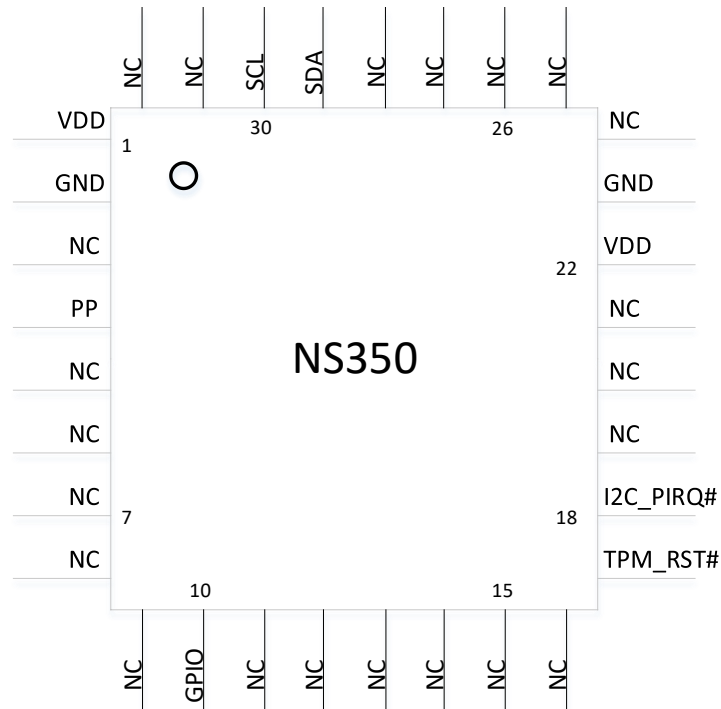 NC
NC
SCL
SDA
NC
NC
NC
NC
30
26
VDD
NC
1
GND
GND
NC
VDD
22
PP
NC
NS350
NC
NC
NC
NC
NC
I2C_PIRQ#
7
18
NC
TPM_RST#
10
15
NC
GPIO
NC
NC
NC
NC
NC
NC